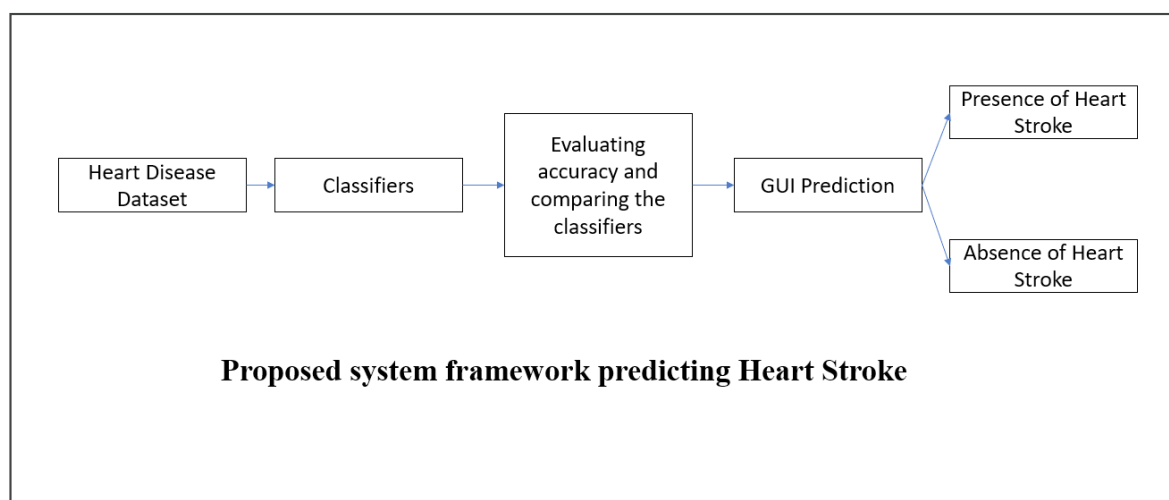 Heart Disease
Dataset
Classifiers
Evaluating
accuracy and
comparing the
classifiers
GUI Prediction
Presence of Heart
Stroke
Absence of Heart
Stroke
Proposed system framework predicting Heart Stroke